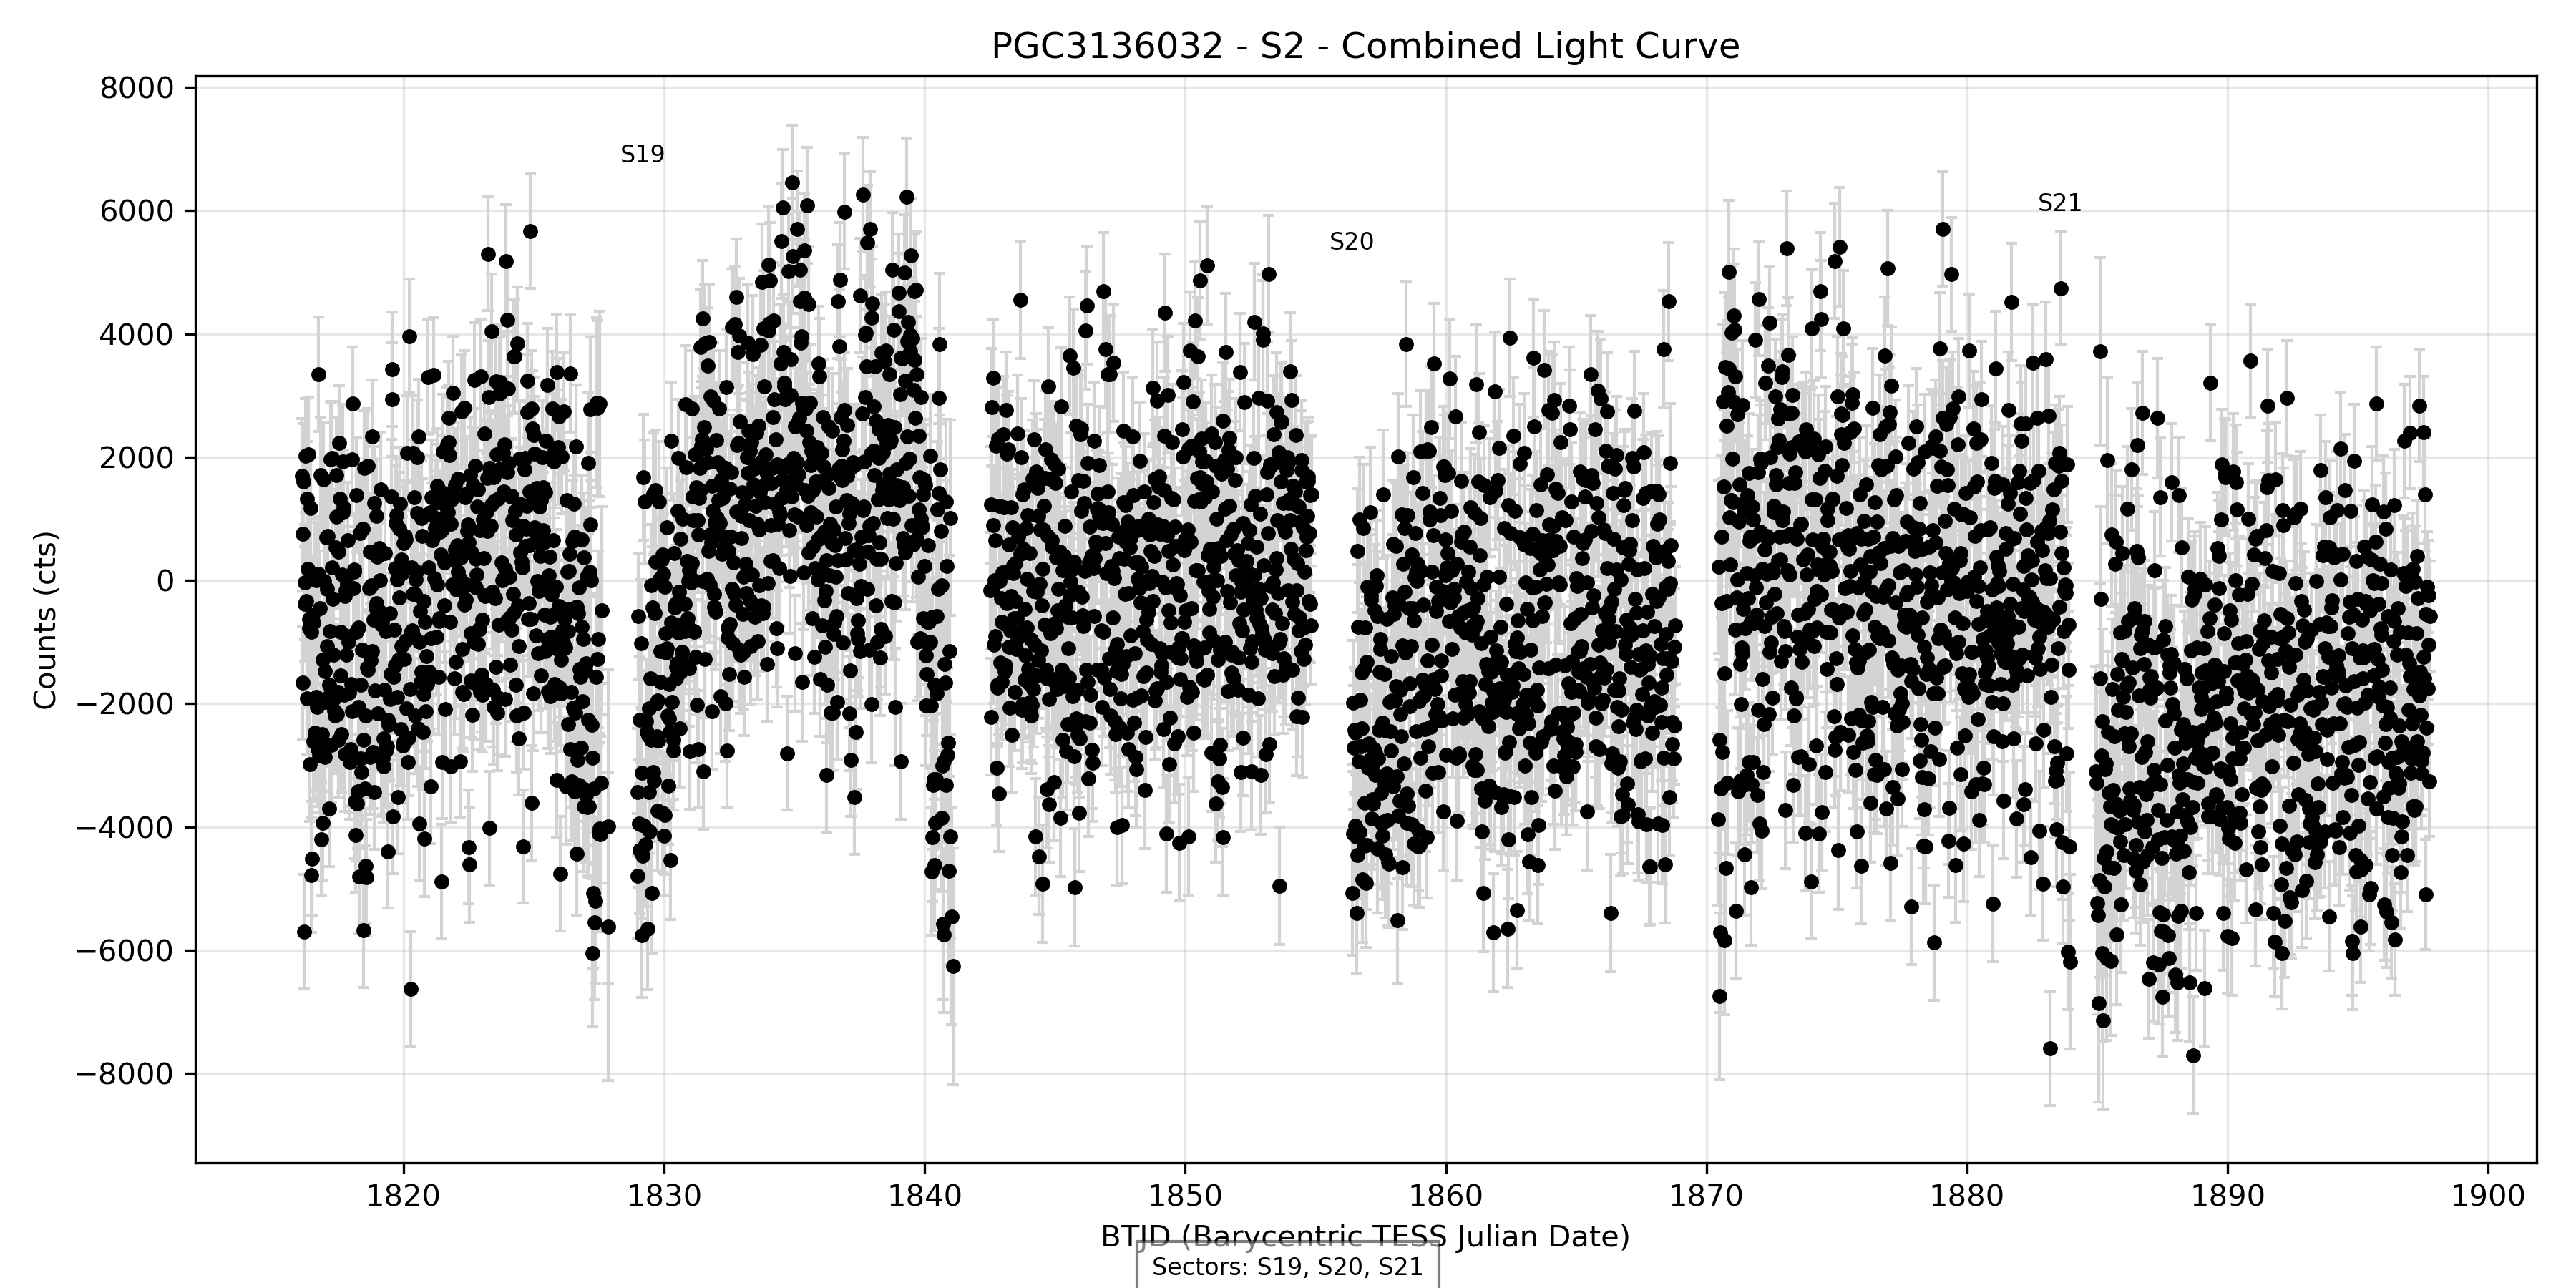 PGC3136032 - S2 - Combined Light Curve
8000
6000
4000
2000
0
−2000
−4000
−6000
−8000
Counts (cts)
S19
S20
S21
1820
1830
1840
1850
1860
1870
1880
1890
1900
BTJD (Barycentric TESS Julian Date)
Sectors: S19, S20, S21